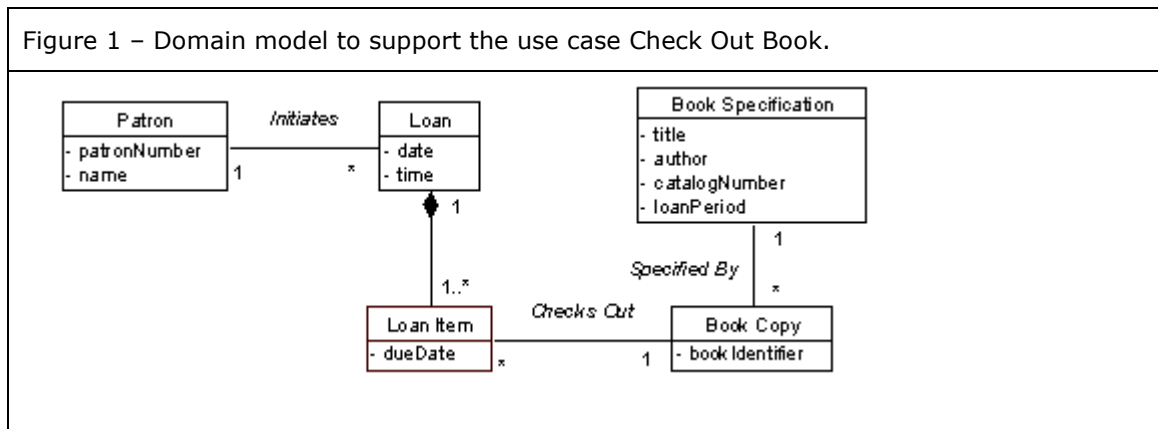 Figure 1 – Domain model to support the use case Check Out Book.
Patron
- patronNumber
- name
Initiates
1
*
Loan
- date
- time
1
1..*
Book Specification
- title
- author
- catalogNumber
- loanPeriod
1
Specified By
*
Loan Item
- dueDate
*
Checks Out
1
Book Copy
- bookIdentifier